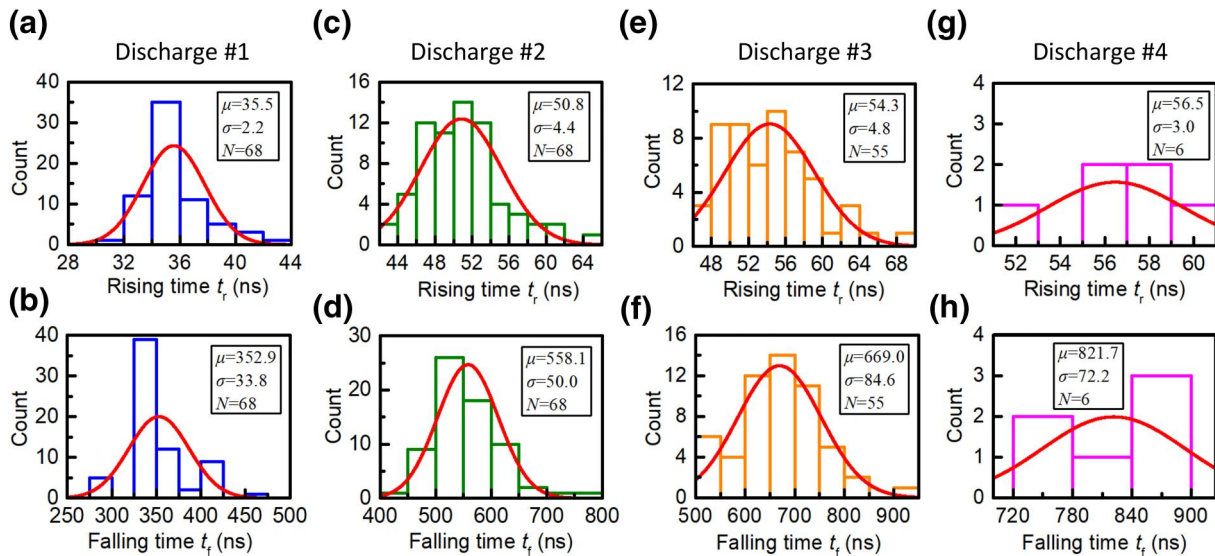 (a)
Discharge #1
(c)
Discharge #2
(e)
Discharge #3
(g)
Discharge #4
Count
40
30
20
10
0
μ=35.5
σ=2.2
N=68
28 32 36 40 44
Rising time tr (ns)
Count
20
15
10
5
0
μ=50.8
σ=4.4
N=68
44 48 52 56 60 64
Rising time tr (ns)
Count
12
9
6
3
0
μ=54.3
σ=4.8
N=55
48 52 56 60 64 68
Rising time tr (ns)
Count
4
3
2
1
0
μ=56.5
σ=3.0
N=6
52 54 56 58 60
Rising time tr (ns)
(b)
Count
40
30
20
10
0
μ=352.9
σ=33.8
N=68
250 300 350 400 450 500
Falling time tf (ns)
(d)
Count
30
20
10
0
μ=558.1
σ=50.0
N=68
400 500 600 700 800
Falling time tf (ns)
(f)
Count
16
12
8
4
0
μ=669.0
σ=84.6
N=55
500 600 700 800 900
Falling time tf (ns)
(h)
Count
4
3
2
1
0
μ=821.7
σ=72.2
N=6
720 780 840 900
Falling time tf (ns)